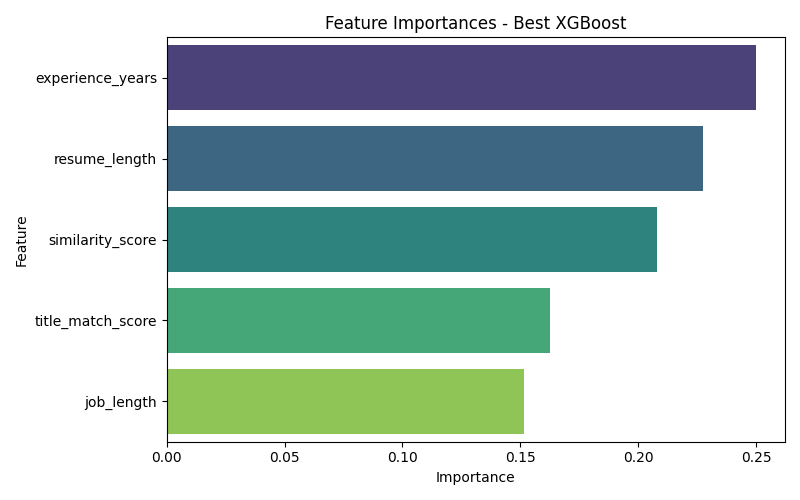 Feature Importances - Best XGBoost
experience_years
resume_length
similarity_score
title_match_score
job_length
Feature
0.00 0.05 0.10 0.15 0.20 0.25
Importance